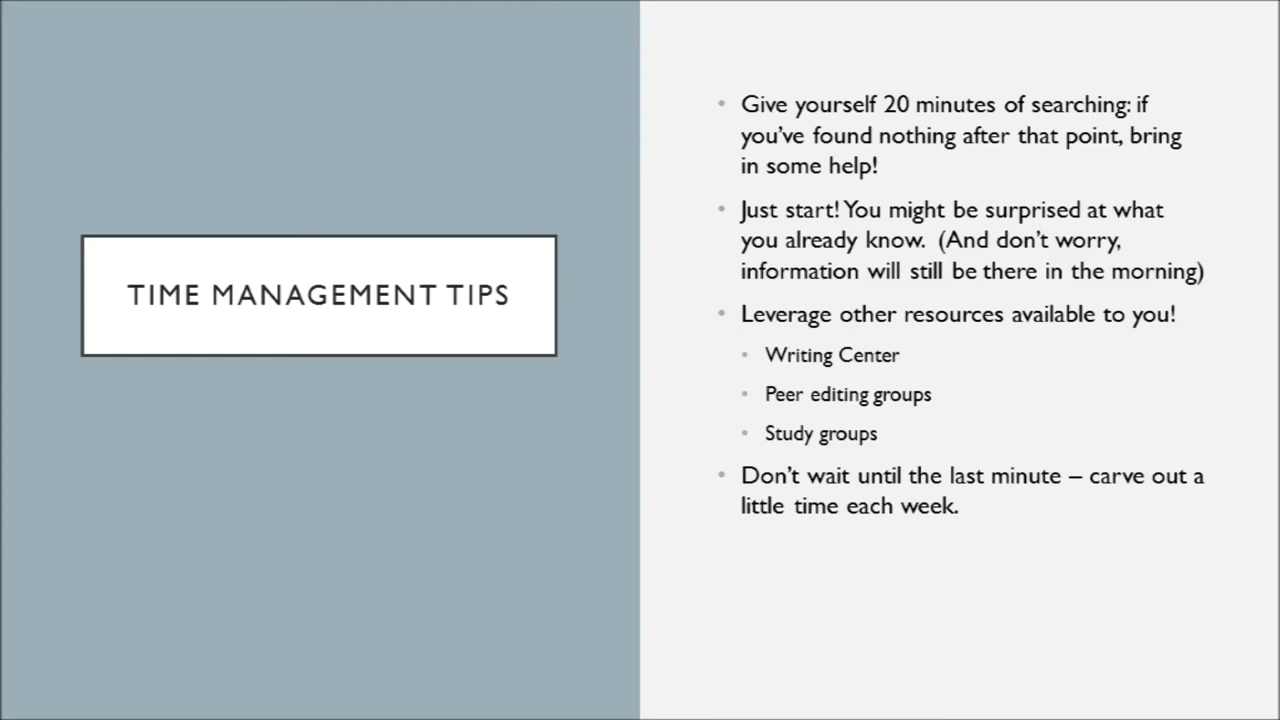 TIME MANAGEMENT TIPS
• Give yourself 20 minutes of searching: if
you've found nothing after that point, bring
in some help!
• Just start! You might be surprised at what
you already know. (And don't worry,
information will still be there in the morning)
• Leverage other resources available to you!
• Writing Center
• Peer editing groups
• Study groups
• Don't wait until the last minute – carve out a
little time each week.